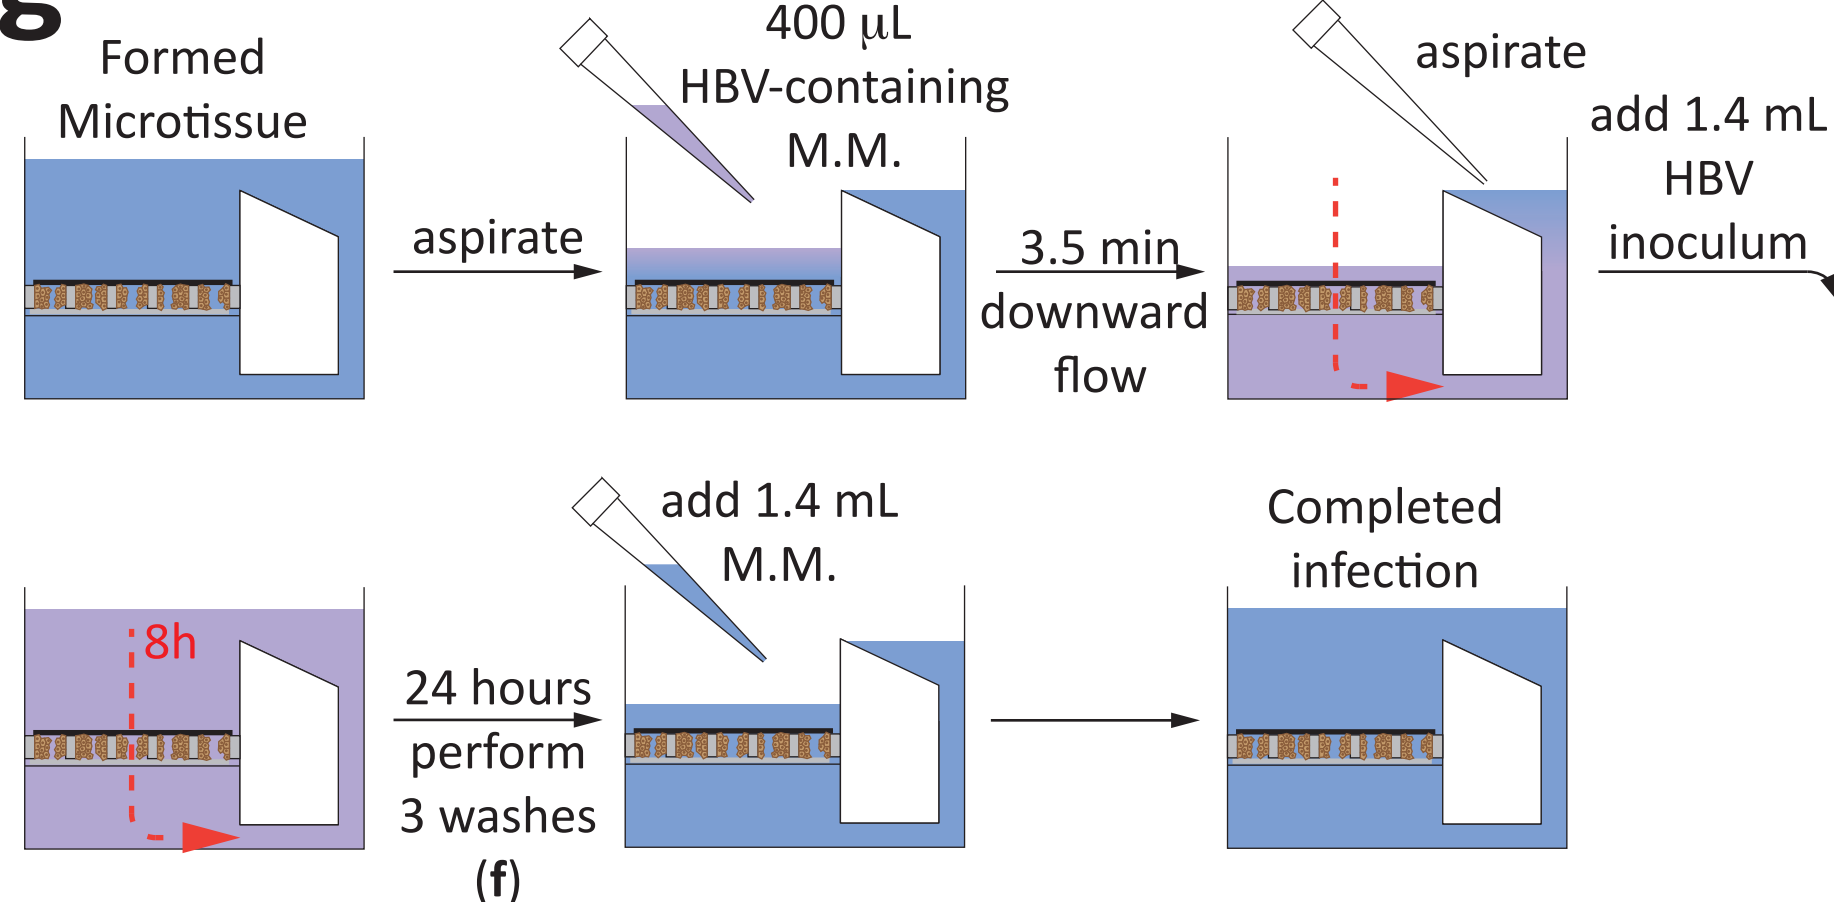 g
Formed
Microtissue
aspirate
400 µL
HBV-containing
M.M.
3.5 min
downward
flow
aspirate
add 1.4 mL
HBV
inoculum
8h
24 hours
perform
3 washes
(f)
add 1.4 mL
M.M.
Completed
infection